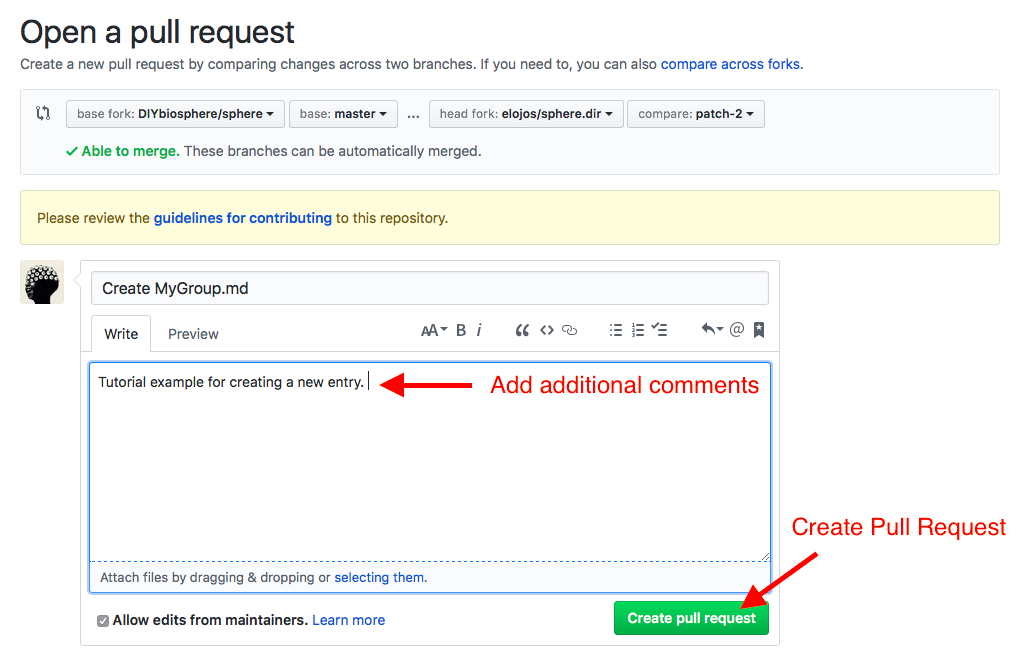 Open a pull request
Create a new pull request by comparing changes across two branches. If you need to, you can also compare across forks.
base fork: DIYbiosphere/sphere base: master ... head fork: elojos/sphere.dir compare: patch-2
Able to merge. These branches can be automatically merged.
Please review the guidelines for contributing to this repository.
Create MyGroup.md
Write Preview AA B i
Tutorial example for creating a new entry.
Add additional comments
Create Pull Request
Attach files by dragging & dropping or selecting them.
Allow edits from maintainers. Learn more
Create pull request